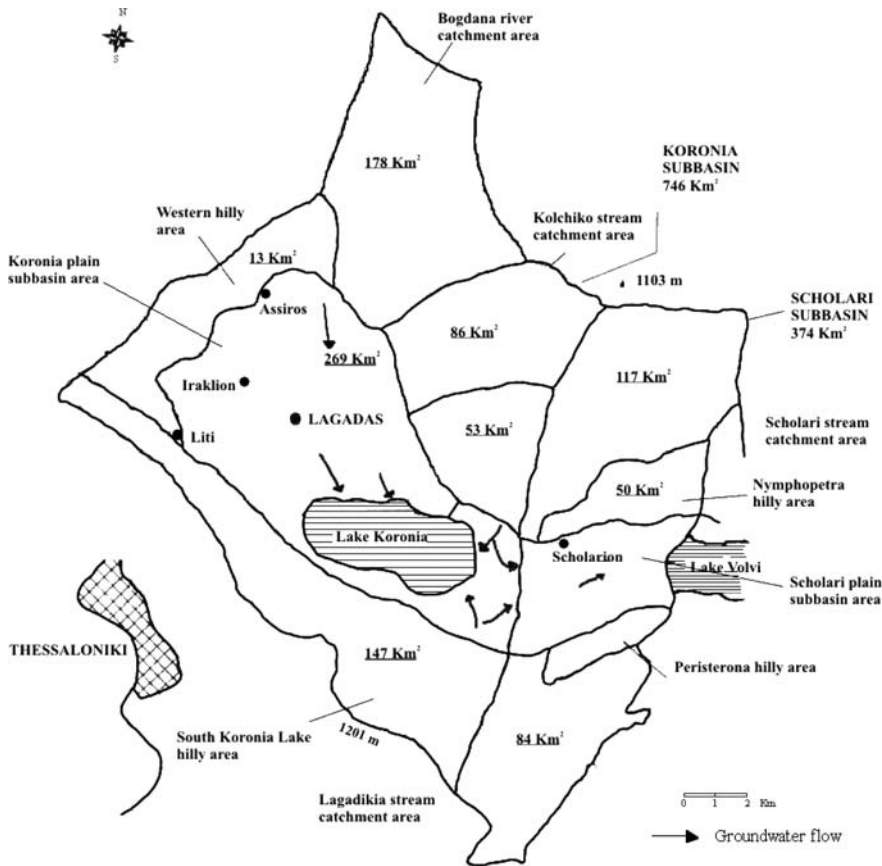 Bogdana river
catchment area
N
S
178 Km²
KORONIA
SUBBASIN
746 Km²
Western hilly
area
Kolchiko stream
catchment area
Koronia plain
subbasin area
13 Km²
1103 m
Assiros
SCHOLARI
SUBBASIN
374 Km²
86 Km²
269 Km²
117 Km²
Iraklion
LAGADAS
53 Km²
Scholari stream
catchment area
Liti
50 Km²
Nymphopetra
hilly area
Lake Koronia
Scholarion
Lake Volvi
Scholari plain
subbasin area
THESSALONIKI
147 Km²
Peristerona hilly area
South Koronia Lake
hilly area
1201 m
84 Km²
Lagadikia stream
catchment area
0 1 2 Km
Groundwater flow